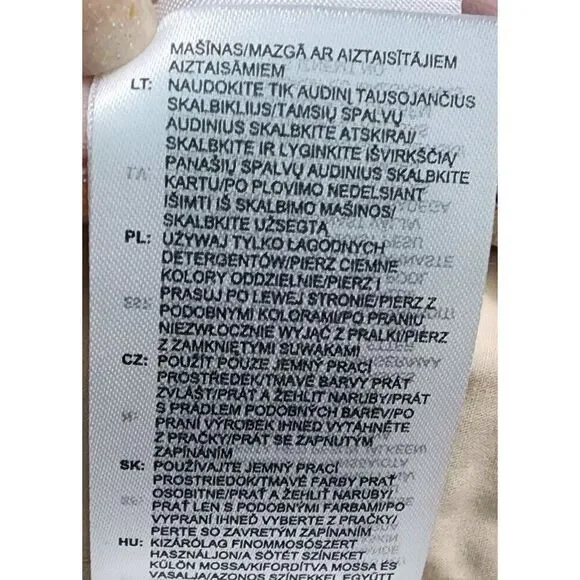 MAŠĪNAS/MAZGĀ AR AIZTAISĪTĀJIEM
AIZTAISĀMIEM
LT: NAUDOKITE TIK AUDINĮ TAUSOJANČIUS
SKALBIKLIUS/TAMSIŲ SPALVŲ
AUDINIUS SKALBKITE ATSKIRAI/
SKALBKITE IR LYGINKITE IŠVIRKŠČIĄ/
PANAŠIŲ SPALVŲ AUDINIUS SKALBKITE
KARTU/PO PLOVIMO NEDELSIANT
IŠIMTI IŠ SKALBIMO MAŠINOS/
SKALBKITE UŽSEGTA
PL: UŻYWAJ TYLKO ŁAGODNYCH
DETERGENTÓW/PIERZ CIEMNE
KOLORY ODDZIELNIE/PIERZ I
PRASUJ PO LEWEJ STRONIE/PIERZ Z
PODOBNYMI KOLORAMI/PO PRANIU
NIEZWŁOCZNIE WYJĄĆ Z PRALKI/PIERZ
Z ZAMKNIĘTYMI SUWAKAMI
CZ: POUŽÍT POUZE JEMNÝ PRACÍ
PROSTŘEDEK/TMAVÉ BARVY PRÁT
ZVLÁŠŤ/PRÁT A ŽEHLIT NARUBY/PRÁT
S PRÁDLEM PODOBNÝCH BAREV/PO
PRANÍ VÝROBEK IHNED VYTÁHNĚTE
Z PRAČKY/PRÁT SE ZAPNUTÝM
ZAPÍNÁNÍM
SK: POUŽÍVAJTE JEMNÝ PRACÍ
PROSTRIEDOK/TMAVÉ FARBY PRAŤ
OSOBITNE/PRAŤ A ŽEHLIŤ NARUBY/
PRAŤ LEN S PODOBNÝMI FARBAMI/PO
VYPRANÍ IHNEĎ VYBERTE Z PRAČKY/
PERTE SO ZAVRETÝM ZAPÍNANÍM
HU: KIZÁRÓLAG FINOMMOSÓSZERT
HASZNÁLJON/A SÖTÉT SZÍNEKET
KÜLÖN MOSSA/KIFORDÍTVA MOSSA ÉS
VASALJA/AZONOS SZÍNEKKEL EGYÜTT